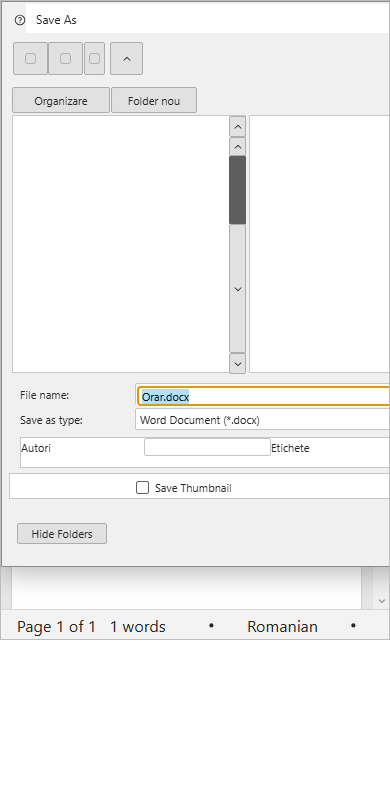 Save As
Organizare Folder nou
File name: Orar.docx
Save as type: Word Document (*.docx)
Autori Etichete
Save Thumbnail
Hide Folders
Page 1 of 1 1 words • Romanian •